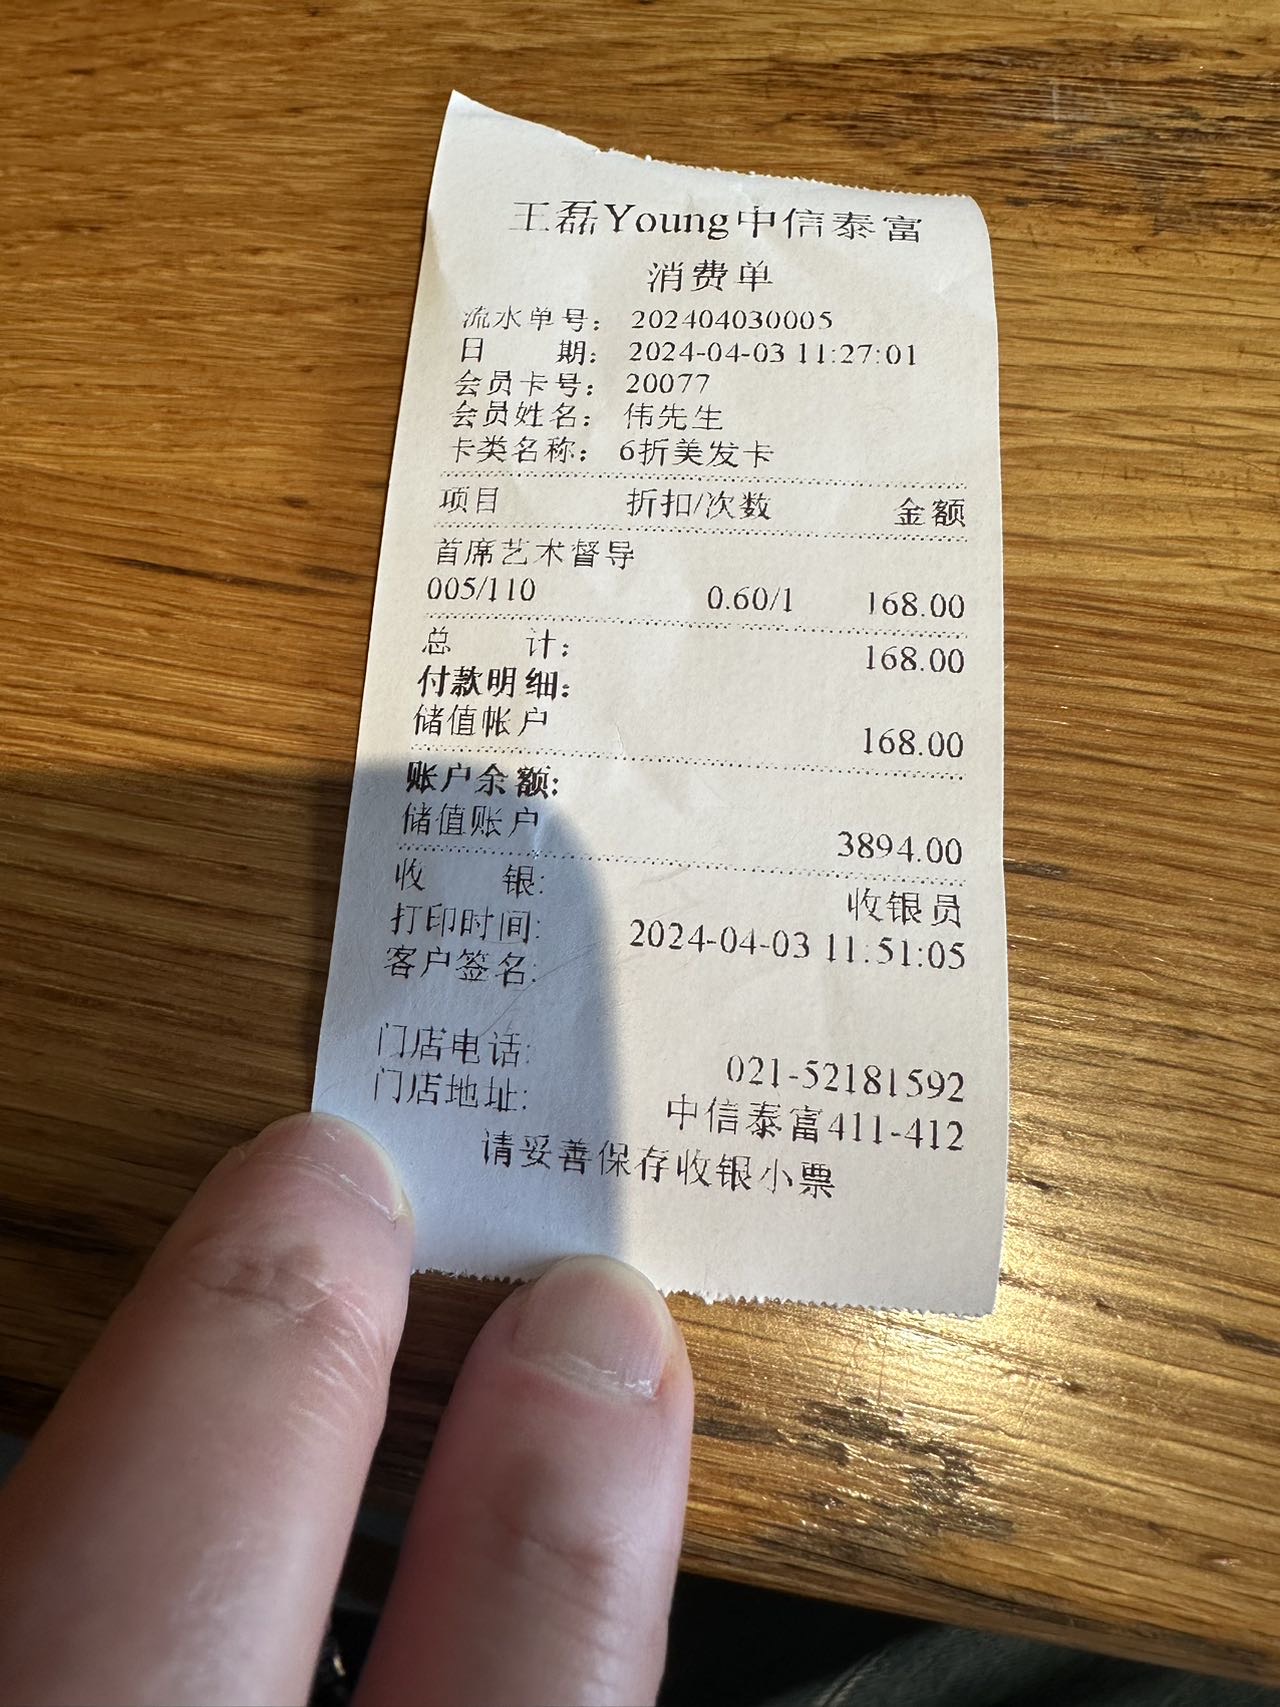 王磊Young中信泰富
消费单
流水单号： 202404030005
日 期： 2024-04-03 11:27:01
会员卡号： 20077
会员姓名： 伟先生
卡类名称： 6折美发卡
项目 折扣/次数 金额
首席艺术督导
005/110 0.60/1 168.00
总 计： 168.00
付款明细:
储值帐户 168.00
账户余额:
储值账户 3894.00
收 银: 收银员
打印时间: 2024-04-03 11:51:05
客户签名:
门店电话: 021-52181592
门店地址: 中信泰富411-412
请妥善保存收银小票